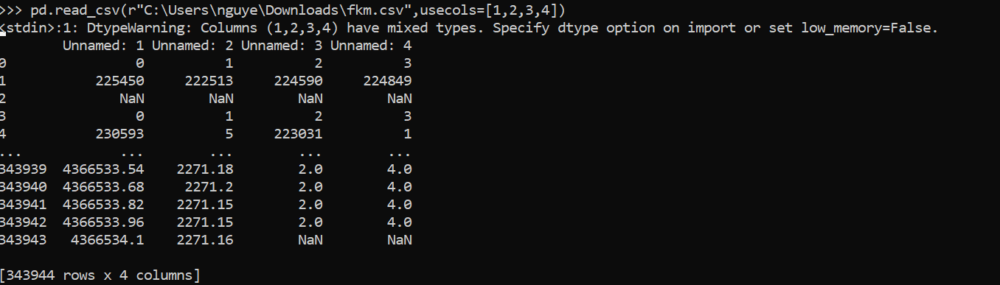 >>> pd.read_csv(r"C:\Users\nguye\Downloads\fkm.csv",usecols=[1,2,3,4])
<stdin>:1: DtypeWarning: Columns (1,2,3,4) have mixed types. Specify dtype option on import or set low_memory=False.
        Unnamed: 1 Unnamed: 2 Unnamed: 3 Unnamed: 4
0                0          1          2          3
1           225450     222513     224590     224849
2              NaN        NaN        NaN        NaN
3                0          1          2          3
4           230593          5     223031          1
...            ...        ...        ...        ...
343939  4366533.54    2271.18        2.0        4.0
343940  4366533.68     2271.2        2.0        4.0
343941  4366533.82    2271.15        2.0        4.0
343942  4366533.96    2271.15        2.0        4.0
343943   4366534.1    2271.16        NaN        NaN
[343944 rows x 4 columns]